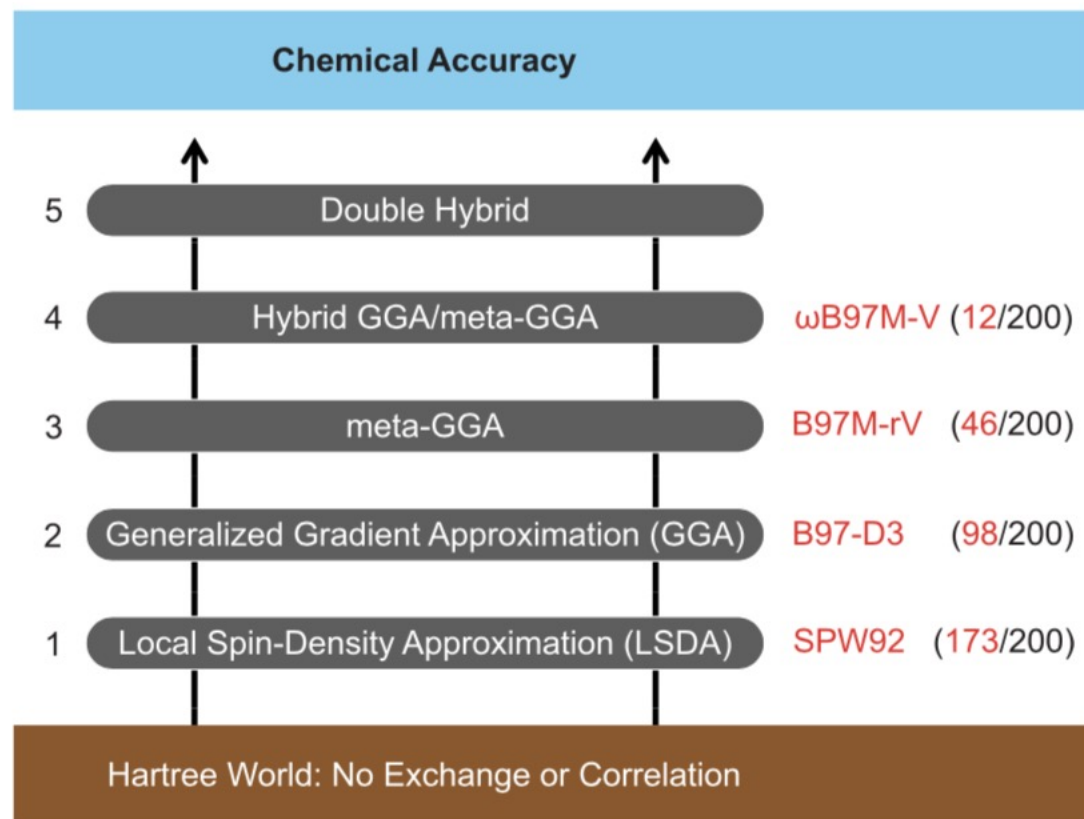 Chemical Accuracy
5 Double Hybrid
4 Hybrid GGA/meta-GGA ωB97M-V (12/200)
3 meta-GGA B97M-rV (46/200)
2 Generalized Gradient Approximation (GGA) B97-D3 (98/200)
1 Local Spin-Density Approximation (LSDA) SPW92 (173/200)
Hartree World: No Exchange or Correlation